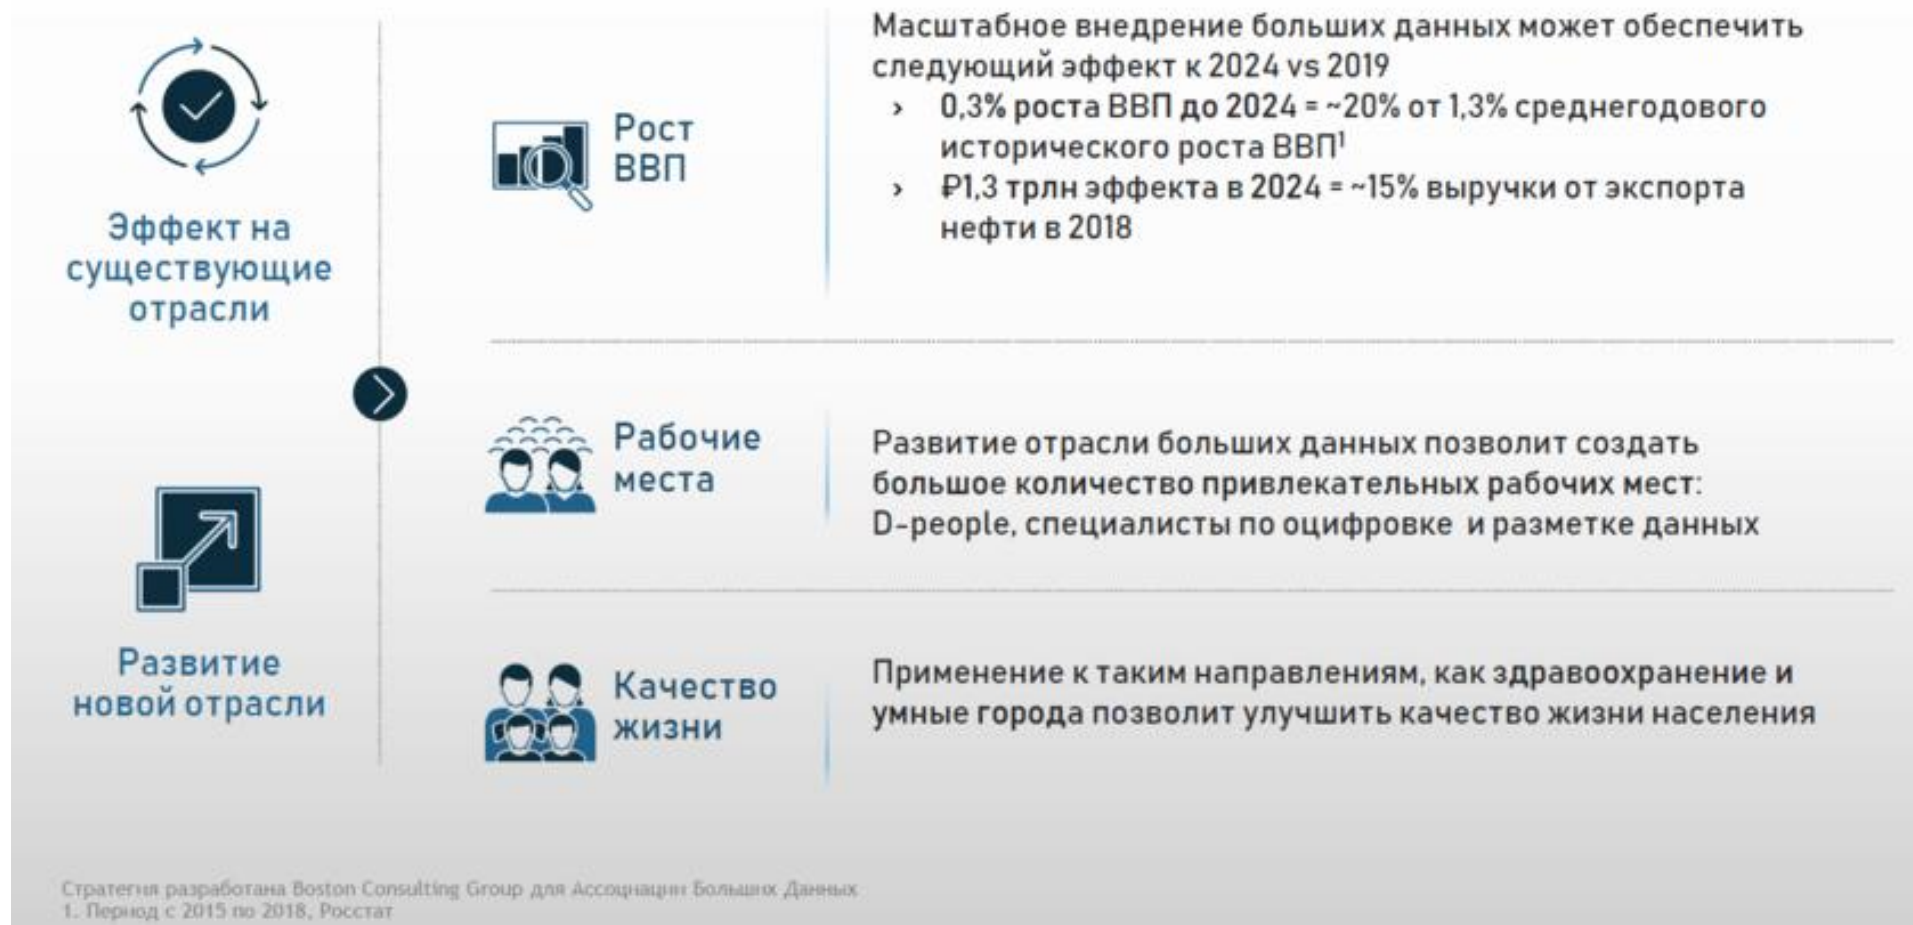 Эффект на
существующие
отрасли
Развитие
новой отрасли
Рост
ВВП
Масштабное внедрение больших данных может обеспечить
следующий эффект к 2024 vs 2019
› 0,3% роста ВВП до 2024 = ~20% от 1,3% среднегодового
исторического роста ВВП¹
› ₽1,3 трлн эффекта в 2024 = ~15% выручки от экспорта
нефти в 2018
Рабочие
места
Развитие отрасли больших данных позволит создать
большое количество привлекательных рабочих мест:
D-people, специалисты по оцифровке и разметке данных
Качество
жизни
Применение к таким направлениям, как здравоохранение и
умные города позволит улучшить качество жизни населения
Стратегия разработана Boston Consulting Group для Ассоциации Больших Данных
1. Период с 2015 по 2018, Росстат